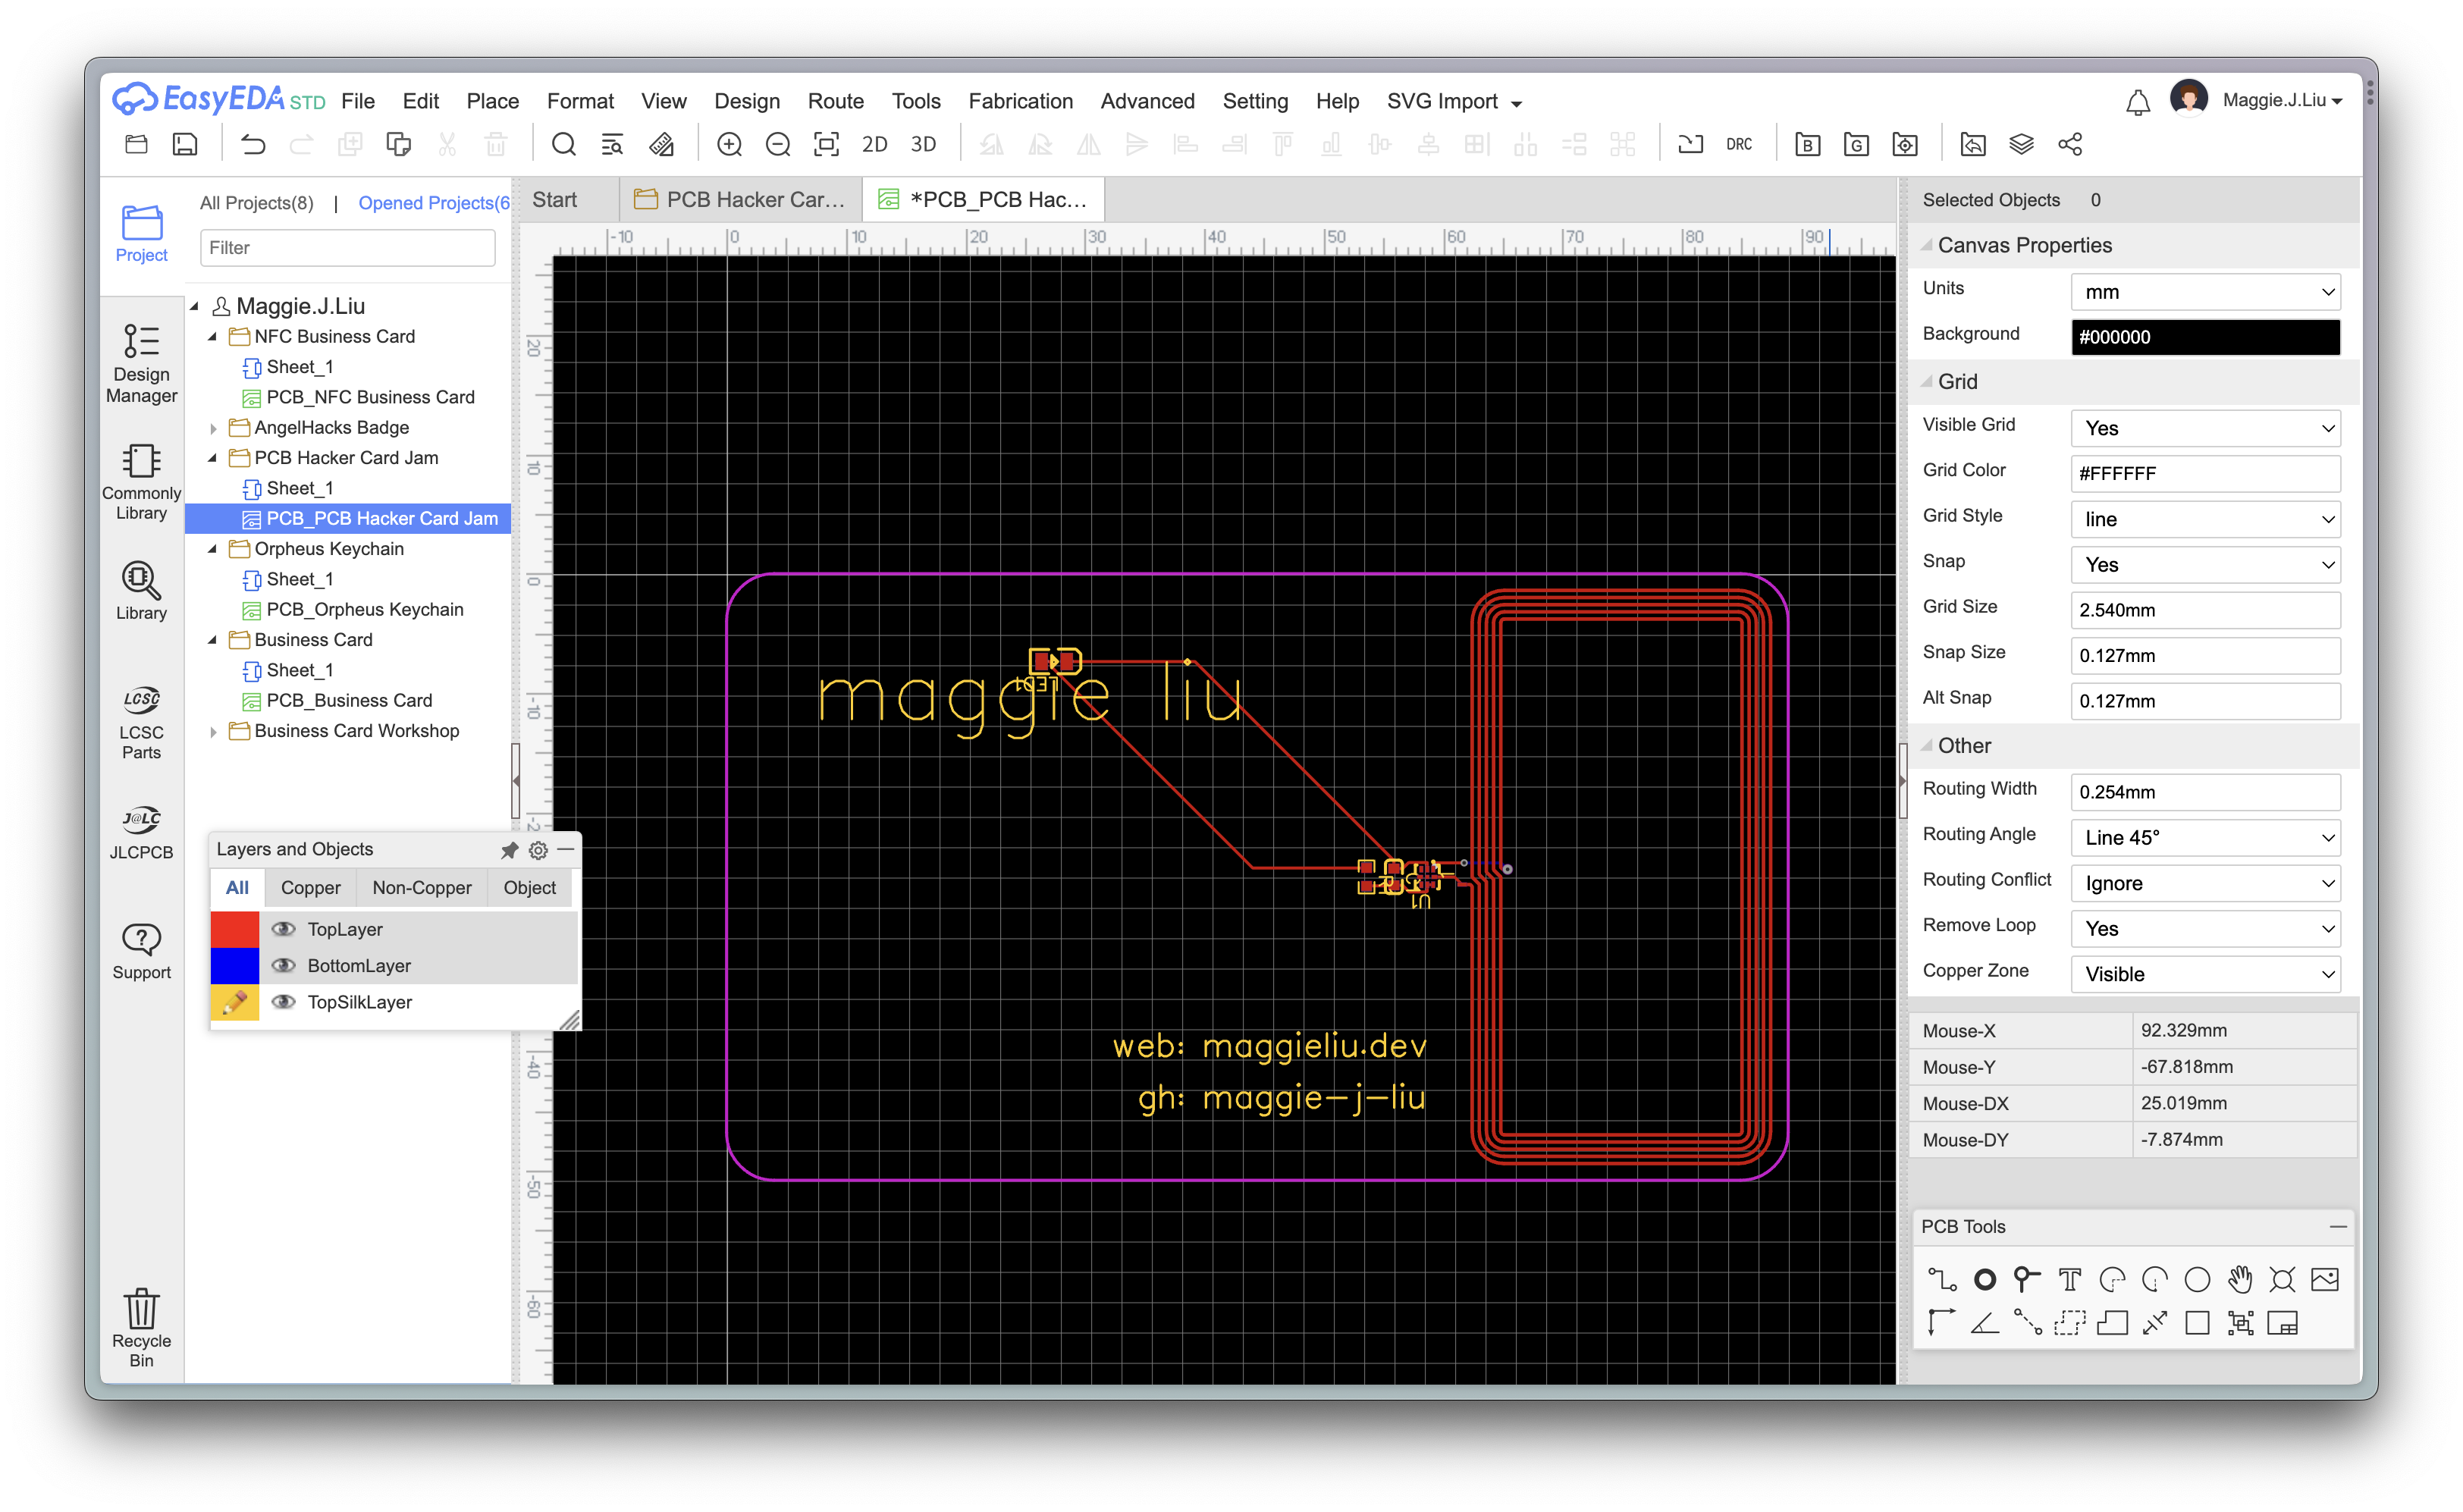 EasyEDA STD File Edit Place Format View Design Route Tools Fabrication Advanced Setting Help SVG Import Maggie.J.Liu
2D 3D DRC B G
Project
Design Manager
Commonly Library
Library
LCSC
LCSC Parts
J@LC
JLCPCB
Support
Recycle Bin
All Projects(8) | Opened Projects(6
Filter
Maggie.J.Liu
NFC Business Card
Sheet_1
PCB_NFC Business Card
AngelHacks Badge
PCB Hacker Card Jam
Sheet_1
PCB_PCB Hacker Card Jam
Orpheus Keychain
Sheet_1
PCB_Orpheus Keychain
Business Card
Sheet_1
PCB_Business Card
Business Card Workshop
Layers and Objects
All Copper Non-Copper Object
TopLayer
BottomLayer
TopSilkLayer
Start PCB Hacker Car... *PCB_PCB Hac...
-10 0 10 20 30 40 50 60 70 80 90
20
10
0
-10
-2
-40
-50
-60
LED1
maggie liu
U1
web: maggieliu.dev
gh: maggie-j-liu
Selected Objects 0
Canvas Properties
Units mm
Background #000000
Grid
Visible Grid Yes
Grid Color #FFFFFF
Grid Style line
Snap Yes
Grid Size 2.540mm
Snap Size 0.127mm
Alt Snap 0.127mm
Other
Routing Width 0.254mm
Routing Angle Line 45°
Routing Conflict Ignore
Remove Loop Yes
Copper Zone Visible
Mouse-X 92.329mm
Mouse-Y -67.818mm
Mouse-DX 25.019mm
Mouse-DY -7.874mm
PCB Tools